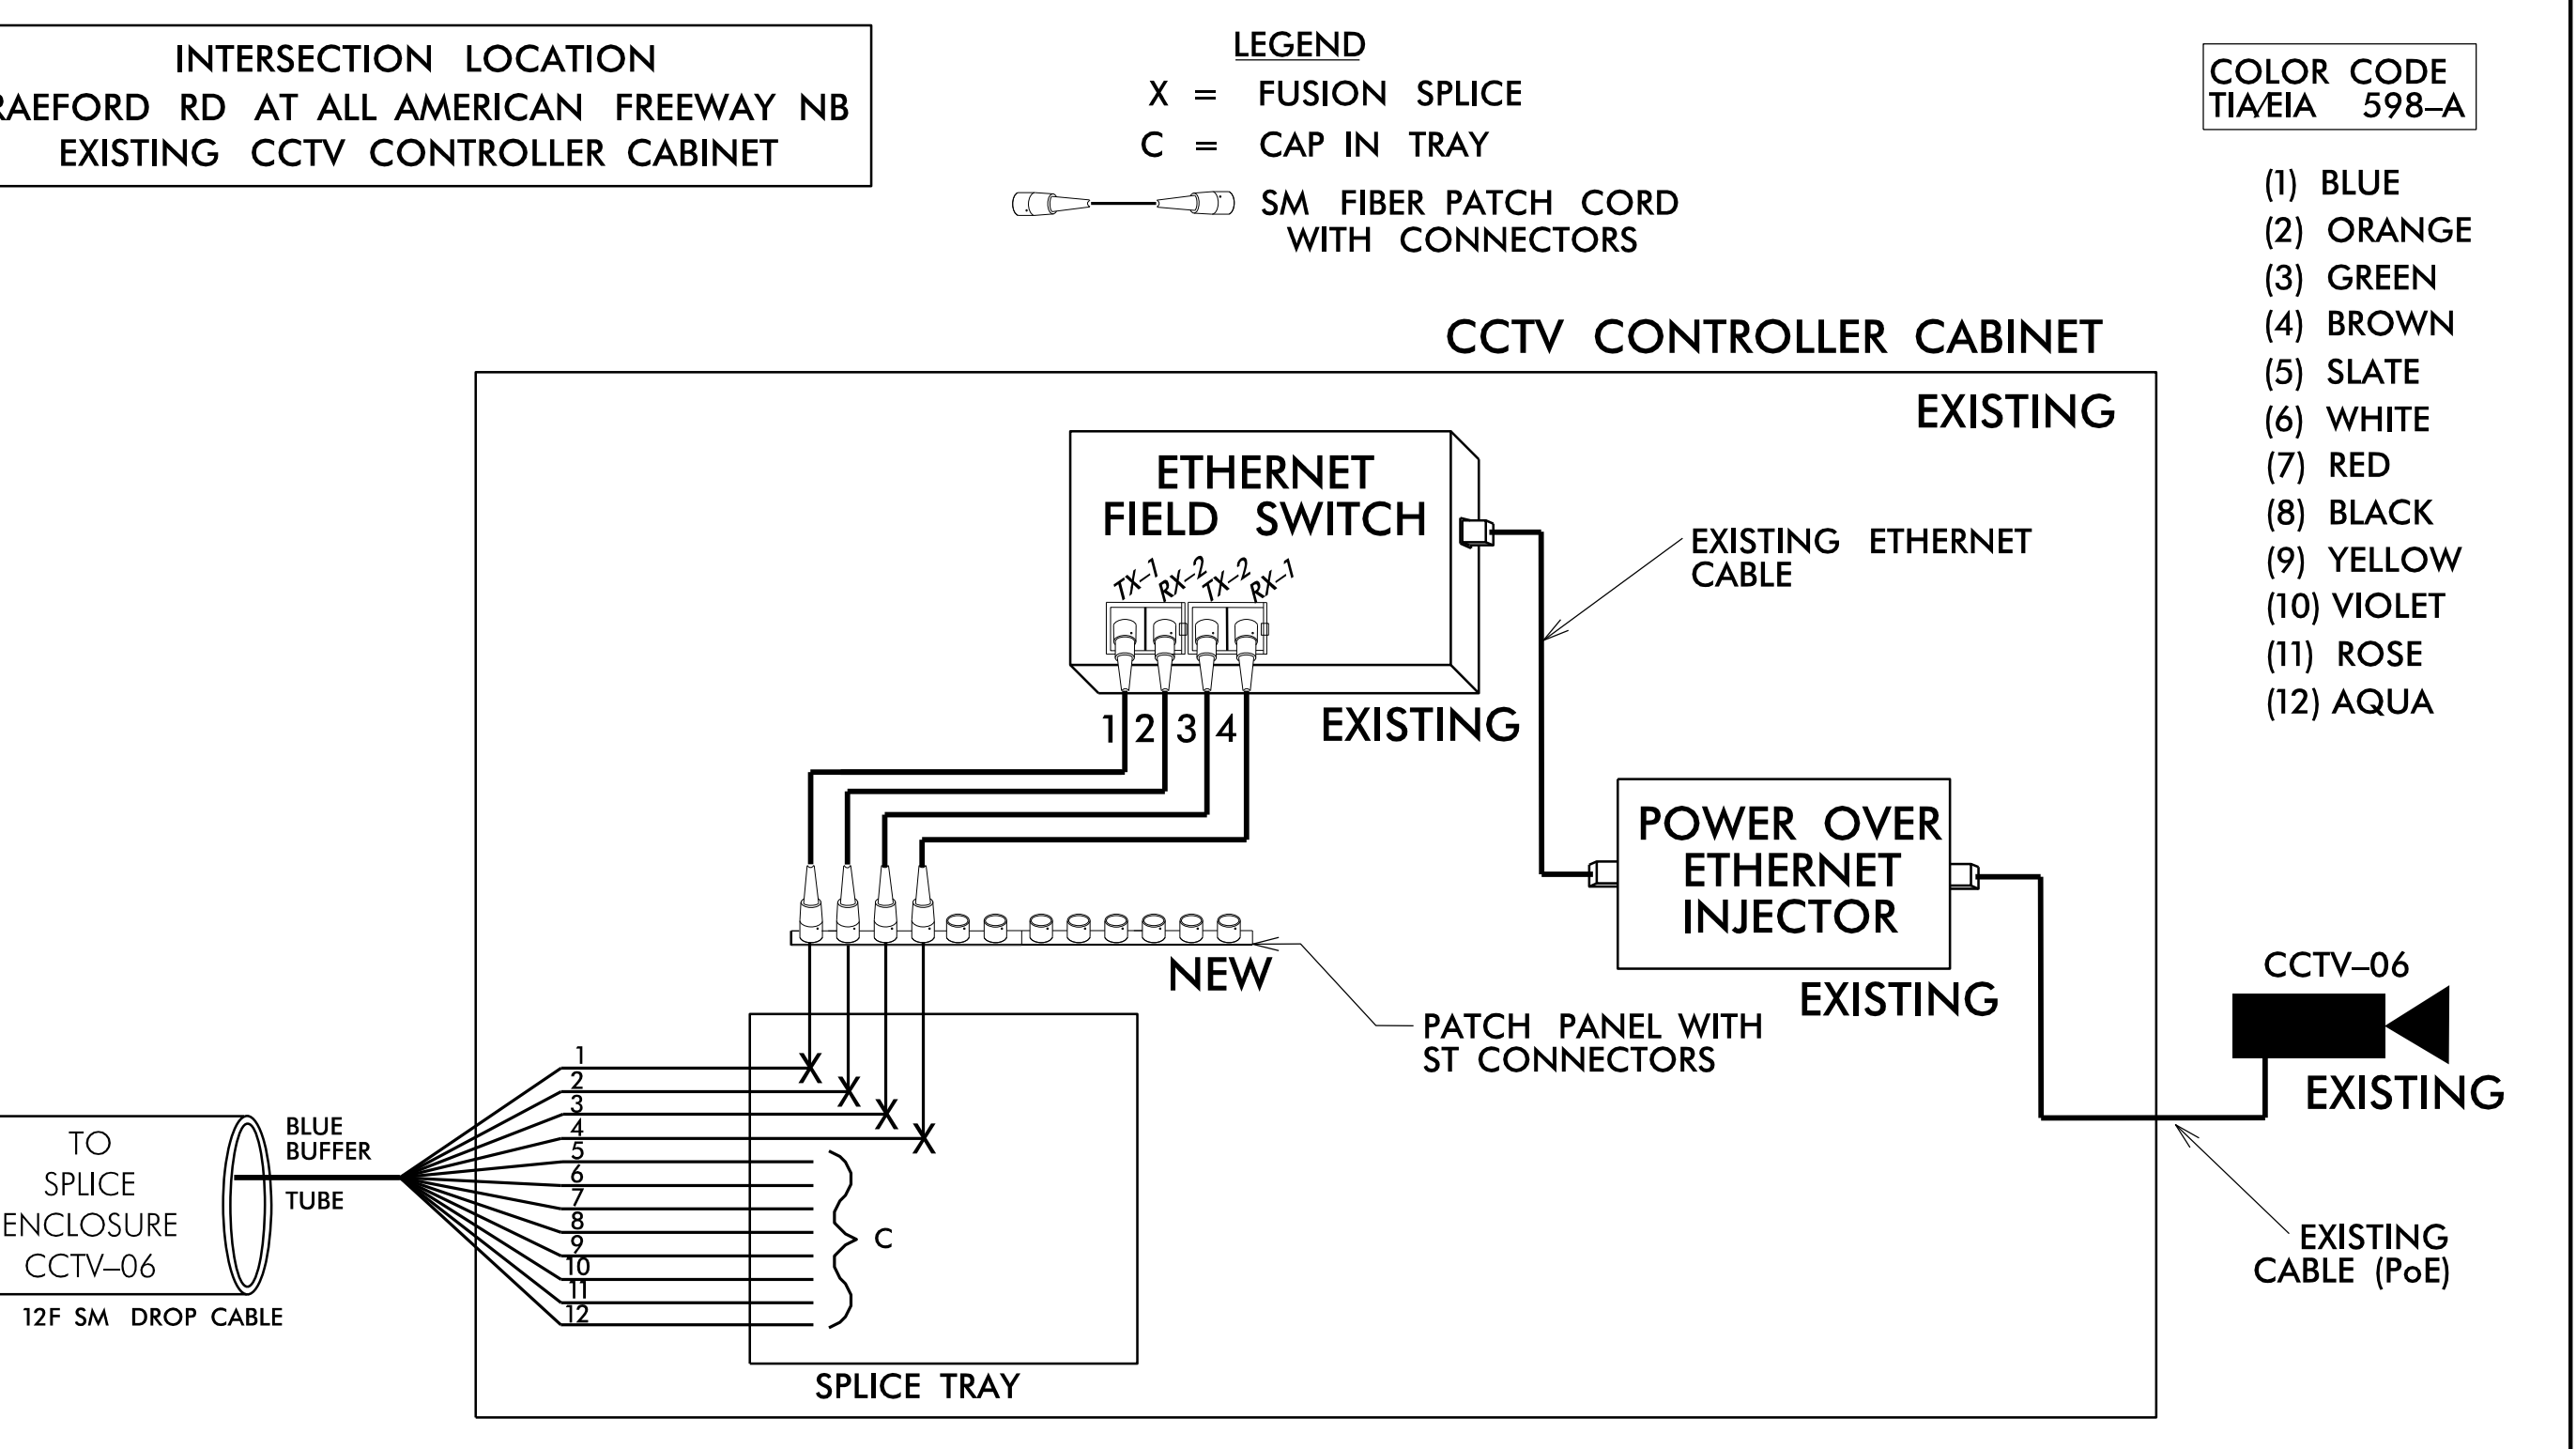 INTERSECTION LOCATION
RAEFORD RD AT ALL AMERICAN FREEWAY NB
EXISTING CCTV CONTROLLER CABINET
LEGEND
X = FUSION SPLICE
C = CAP IN TRAY
SM FIBER PATCH CORD
WITH CONNECTORS
COLOR CODE
TIA/EIA 598-A
(1) BLUE
(2) ORANGE
(3) GREEN
(4) BROWN
(5) SLATE
(6) WHITE
(7) RED
(8) BLACK
(9) YELLOW
(10) VIOLET
(11) ROSE
(12) AQUA
CCTV CONTROLLER CABINET
EXISTING
ETHERNET
FIELD SWITCH
TX-1 RX-2 TX-2 RX-1
1 2 3 4
EXISTING
EXISTING ETHERNET
CABLE
POWER OVER
ETHERNET
INJECTOR
EXISTING
NEW
PATCH PANEL WITH
ST CONNECTORS
CCTV-06
EXISTING
EXISTING
CABLE (PoE)
X
X
X
X
1
2
3
4
5
6
7
8
9
10
11
12
C
SPLICE TRAY
BLUE
BUFFER
TUBE
TO
SPLICE
ENCLOSURE
CCTV-06
12F SM DROP CABLE